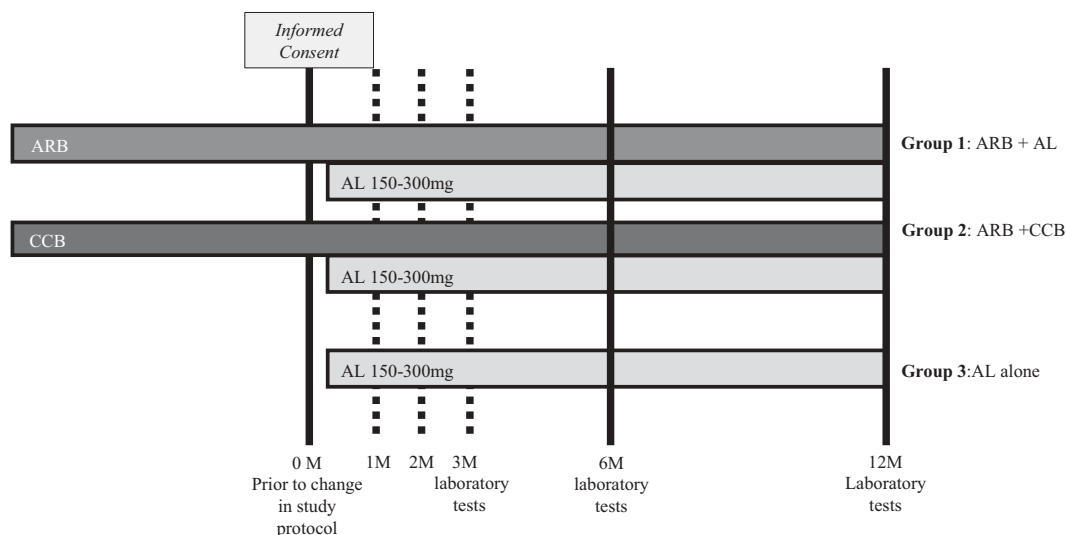 Informed
Consent
ARB
Group 1: ARB + AL
AL 150-300mg
CCB
Group 2: ARB +CCB
AL 150-300mg
AL 150-300mg
Group 3:AL alone
0 M
Prior to change
in study
protocol
1M
2M
3M
laboratory
tests
6M
laboratory
tests
12M
Laboratory
tests